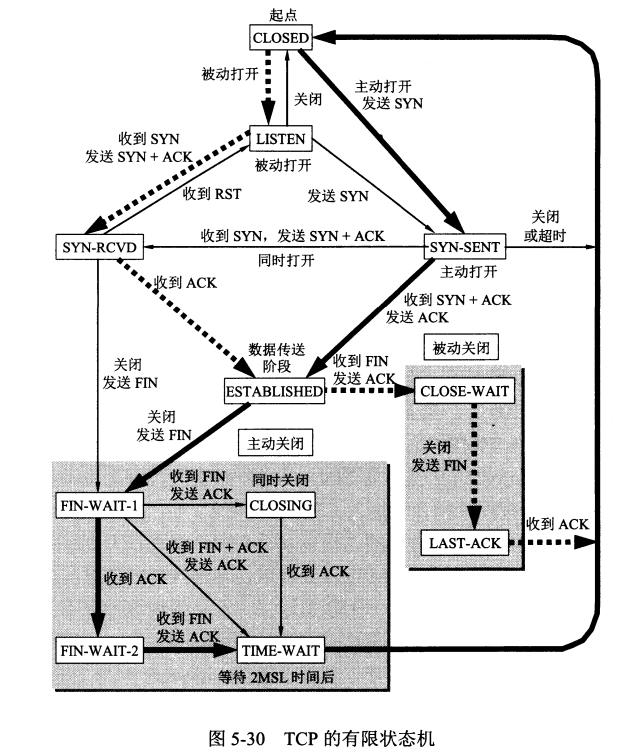 起点
CLOSED
被动打开
关闭
主动打开
发送 SYN
LISTEN
被动打开
收到 SYN
发送 SYN + ACK
收到 RST
发送 SYN
SYN-RCVD
收到 SYN，发送 SYN + ACK
同时打开
SYN-SENT
主动打开
关闭
或超时
收到 ACK
收到 SYN + ACK
发送 ACK
关闭
发送 FIN
数据传送
阶段
ESTABLISHED
收到 FIN
发送 ACK
被动关闭
CLOSE-WAIT
关闭
发送 FIN
主动关闭
关闭
发送 FIN
LAST-ACK
收到 ACK
FIN-WAIT-1
收到 FIN
发送 ACK
同时关闭
CLOSING
收到 FIN + ACK
发送 ACK
收到 ACK
收到 ACK
FIN-WAIT-2
收到 FIN
发送 ACK
TIME-WAIT
等待 2MSL 时间后
图 5-30 TCP 的有限状态机